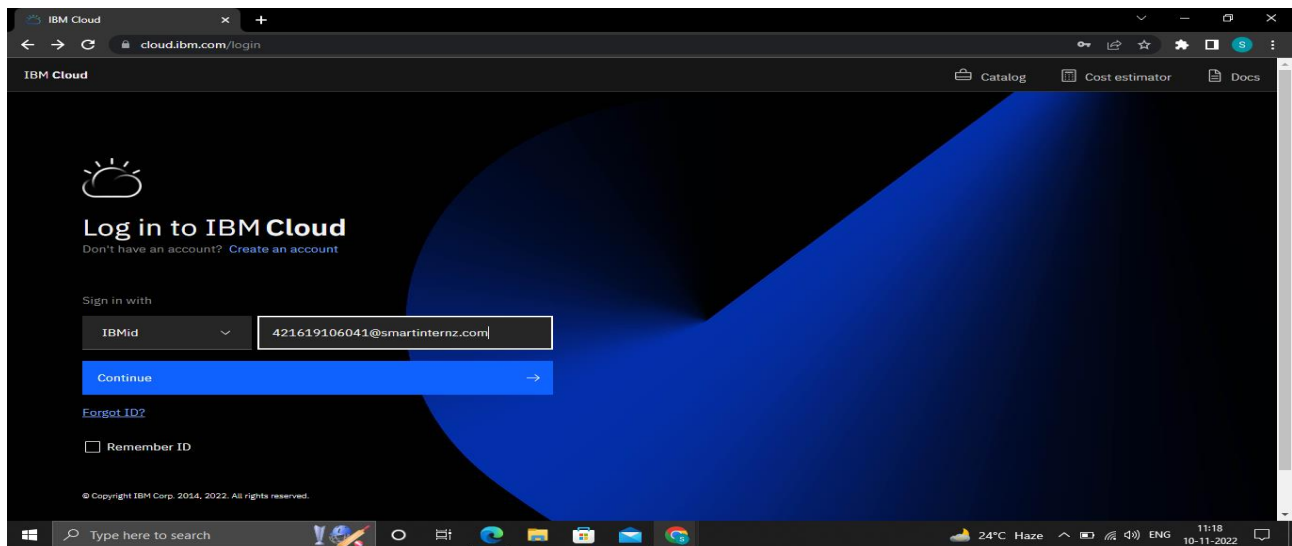 IBM Cloud
cloud.ibm.com/login
S
IBM Cloud
Catalog
Cost estimator
Docs
Log in to IBM Cloud
Don't have an account? Create an account
Sign in with
IBMid
421619106041@smartinternz.com
Continue
Forgot ID?
Remember ID
© Copyright IBM Corp. 2014, 2022. All rights reserved.
Type here to search
S
24°C Haze
ENG
11:18
10-11-2022